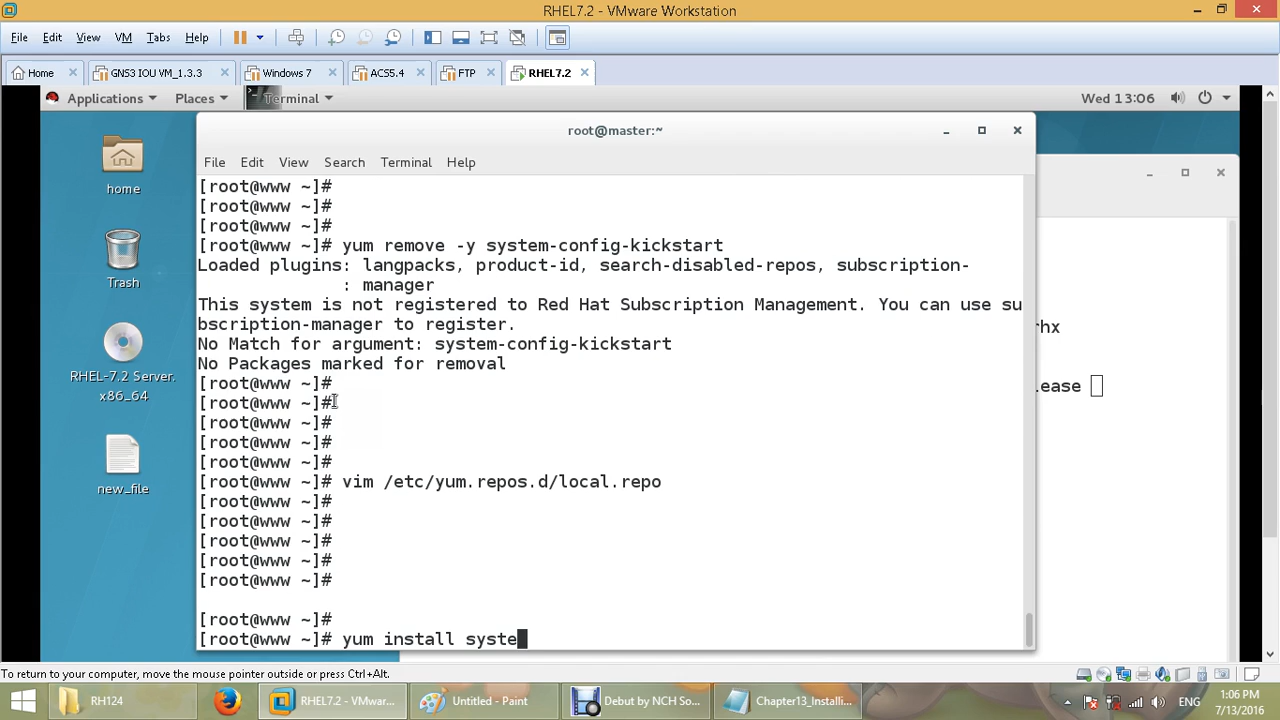 RHEL7.2 - VMware Workstation
File Edit View VM Tabs Help
Home GNS3 IOU VM_1.3.3 Windows 7 ACS5.4 FTP RHEL7.2
Applications Places Terminal Wed 13:06
root@master:~
File Edit View Search Terminal Help
home
Trash
RHEL-7.2 Server.
x86_64
new_file
[root@www ~]#
[root@www ~]#
[root@www ~]#
[root@www ~]# yum remove -y system-config-kickstart
Loaded plugins: langpacks, product-id, search-disabled-repos, subscription-
: manager
This system is not registered to Red Hat Subscription Management. You can use su
bscription-manager to register.
No Match for argument: system-config-kickstart
No Packages marked for removal
[root@www ~]#
[root@www ~]#
[root@www ~]#
[root@www ~]#
[root@www ~]#
[root@www ~]# vim /etc/yum.repos.d/local.repo
[root@www ~]#
[root@www ~]#
[root@www ~]#
[root@www ~]#
[root@www ~]#
[root@www ~]#
[root@www ~]# yum install syste
rhx
ease
To return to your computer, move the mouse pointer outside or press Ctrl+Alt.
RH124 RHEL7.2 - VMwar... Untitled - Paint Debut by NCH So... Chapter13_Installi... ENG 1:06 PM
7/13/2016